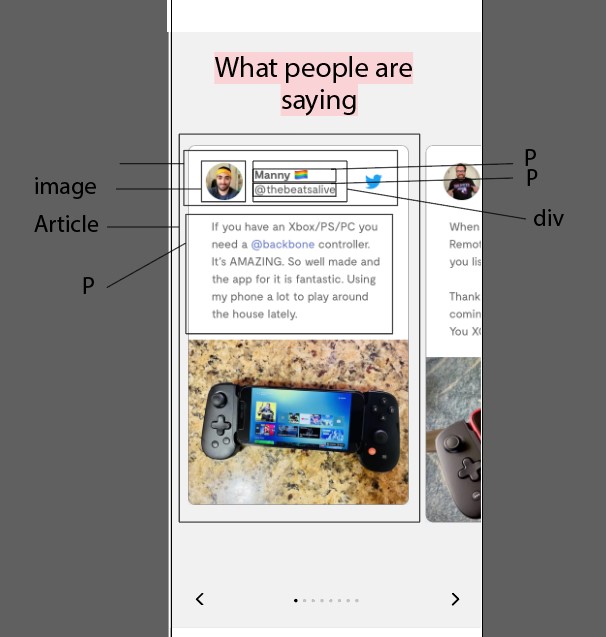 What people are
saying
image
Article
P
P
P
div
Manny 🏳️‍🌈
@thebeatsalive
If you have an Xbox/PS/PC you
need a @backbone controller.
It's AMAZING. So well made and
the app for it is fantastic. Using
my phone a lot to play around
the house lately.
When
Remot
you lis
Thank
comin
You XO